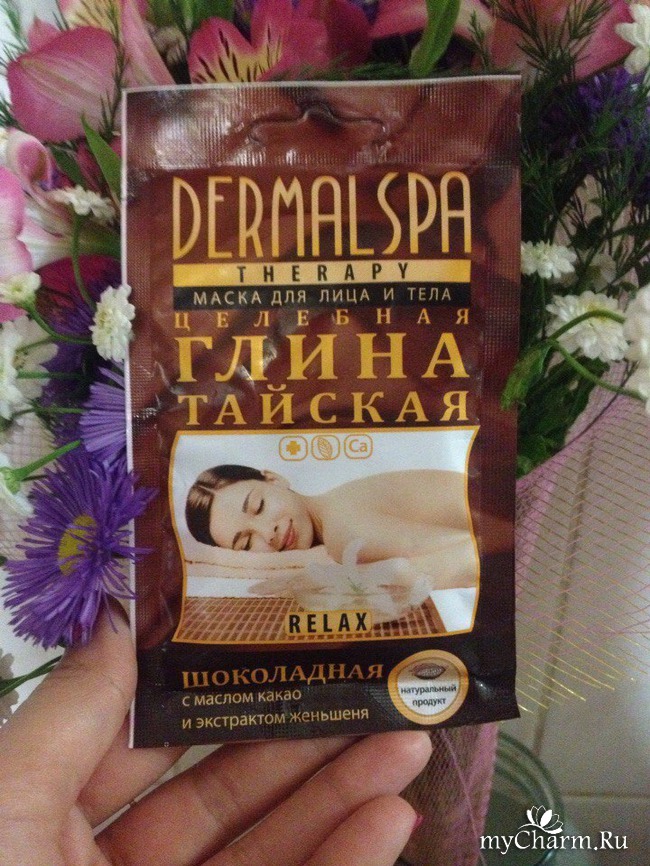 DERMALSPA
THERAPY
МАСКА ДЛЯ ЛИЦА И ТЕЛА
ЦЕЛЕБНАЯ
ГЛИНА
ТАЙСКАЯ
Ca
RELAX
ШОКОЛАДНАЯ
с маслом какао
и экстрактом женьшеня
натуральный
продукт
myCharm.Ru